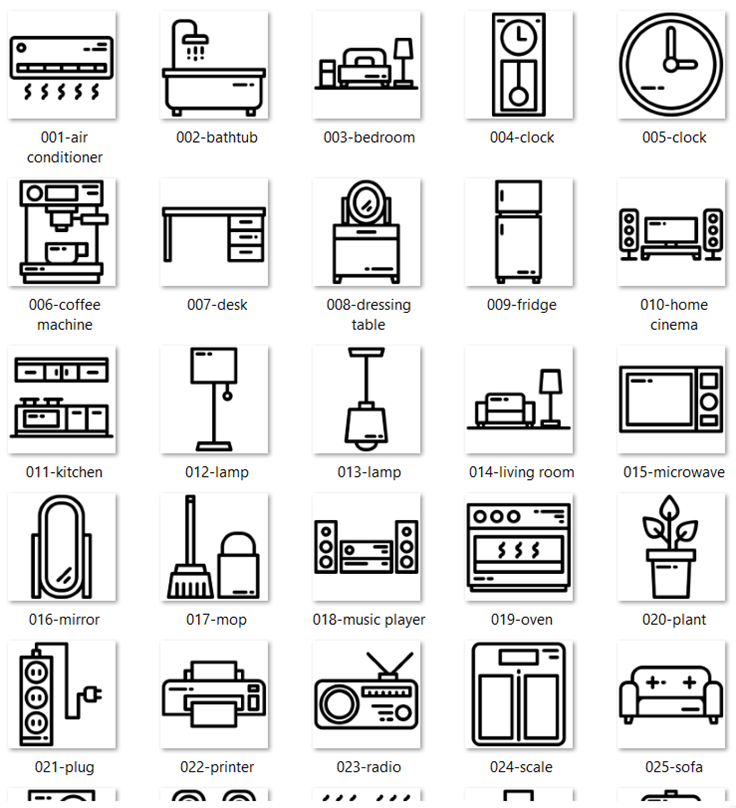 001-air
conditioner
002-bathtub
003-bedroom
004-clock
005-clock
006-coffee
machine
007-desk
008-dressing
table
009-fridge
010-home
cinema
011-kitchen
012-lamp
013-lamp
014-living room
015-microwave
016-mirror
017-mop
018-music player
019-oven
020-plant
021-plug
022-printer
023-radio
024-scale
025-sofa